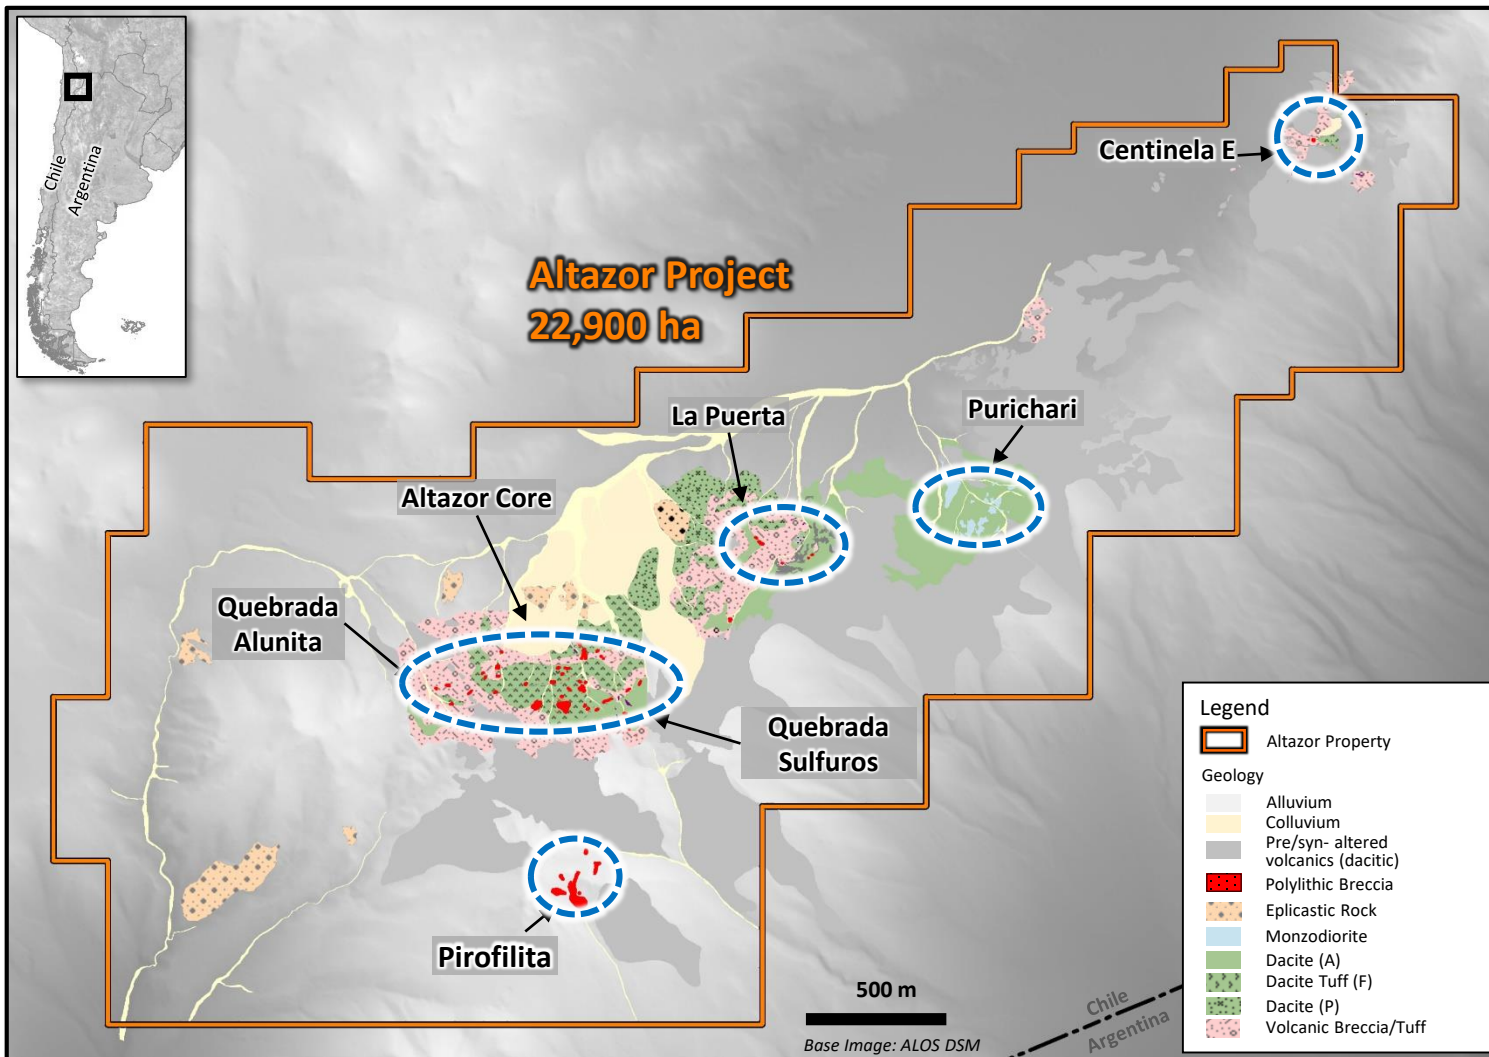 Chile
Argentina
Centinela E
Altazor Project
22,900 ha
La Puerta
Purichari
Altazor Core
Quebrada
Alunita
Quebrada
Sulfuros
Pirofilita
500 m
Base Image: ALOS DSM
Chile
Argentina
Legend
Altazor Property
Geology
Alluvium
Colluvium
Pre/syn- altered
volcanics (dacitic)
Polylithic Breccia
Eplicastic Rock
Monzodiorite
Dacite (A)
Dacite Tuff (F)
Dacite (P)
Volcanic Breccia/Tuff